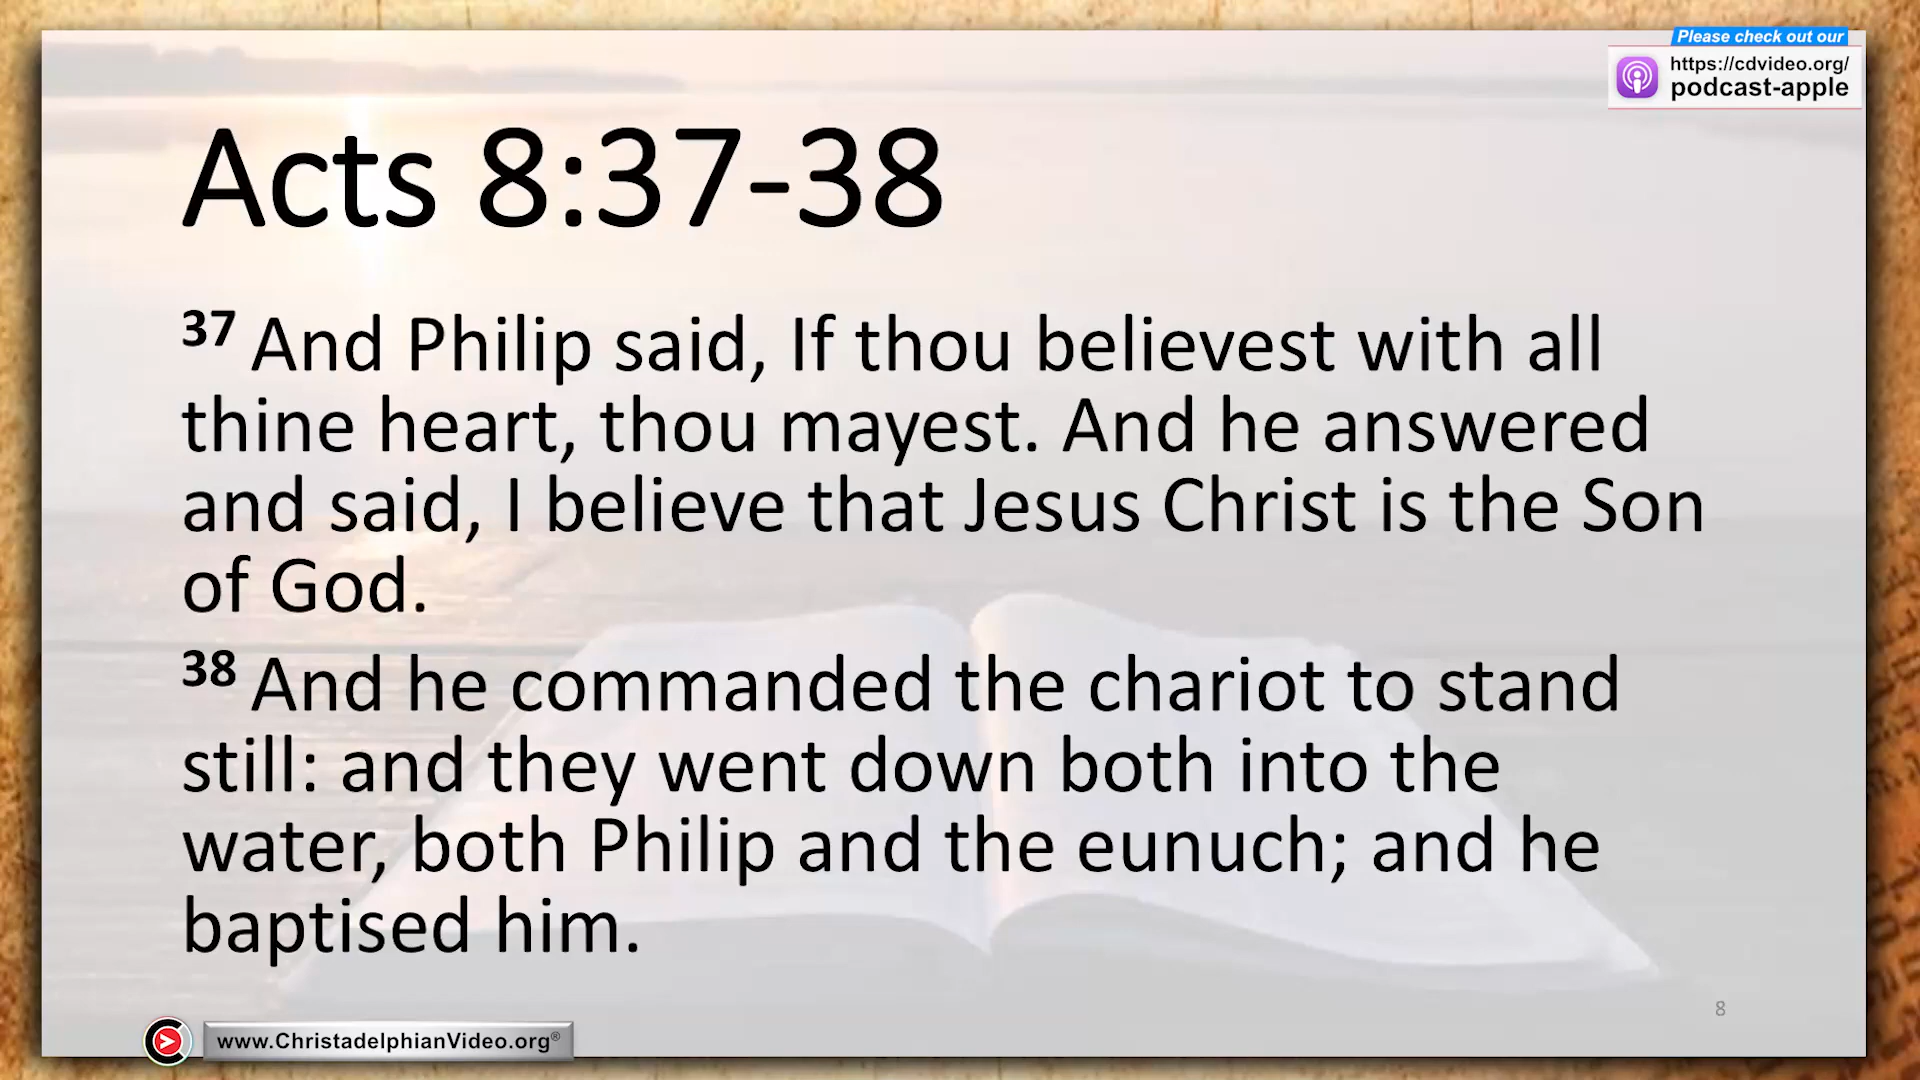 Please check out our
https://cdvideo.org/
podcast-apple
Acts 8:37-38
37 And Philip said, If thou believest with all
thine heart, thou mayest. And he answered
and said, I believe that Jesus Christ is the Son
of God.
38 And he commanded the chariot to stand
still: and they went down both into the
water, both Philip and the eunuch; and he
baptised him.
8
www.ChristadelphianVideo.org®